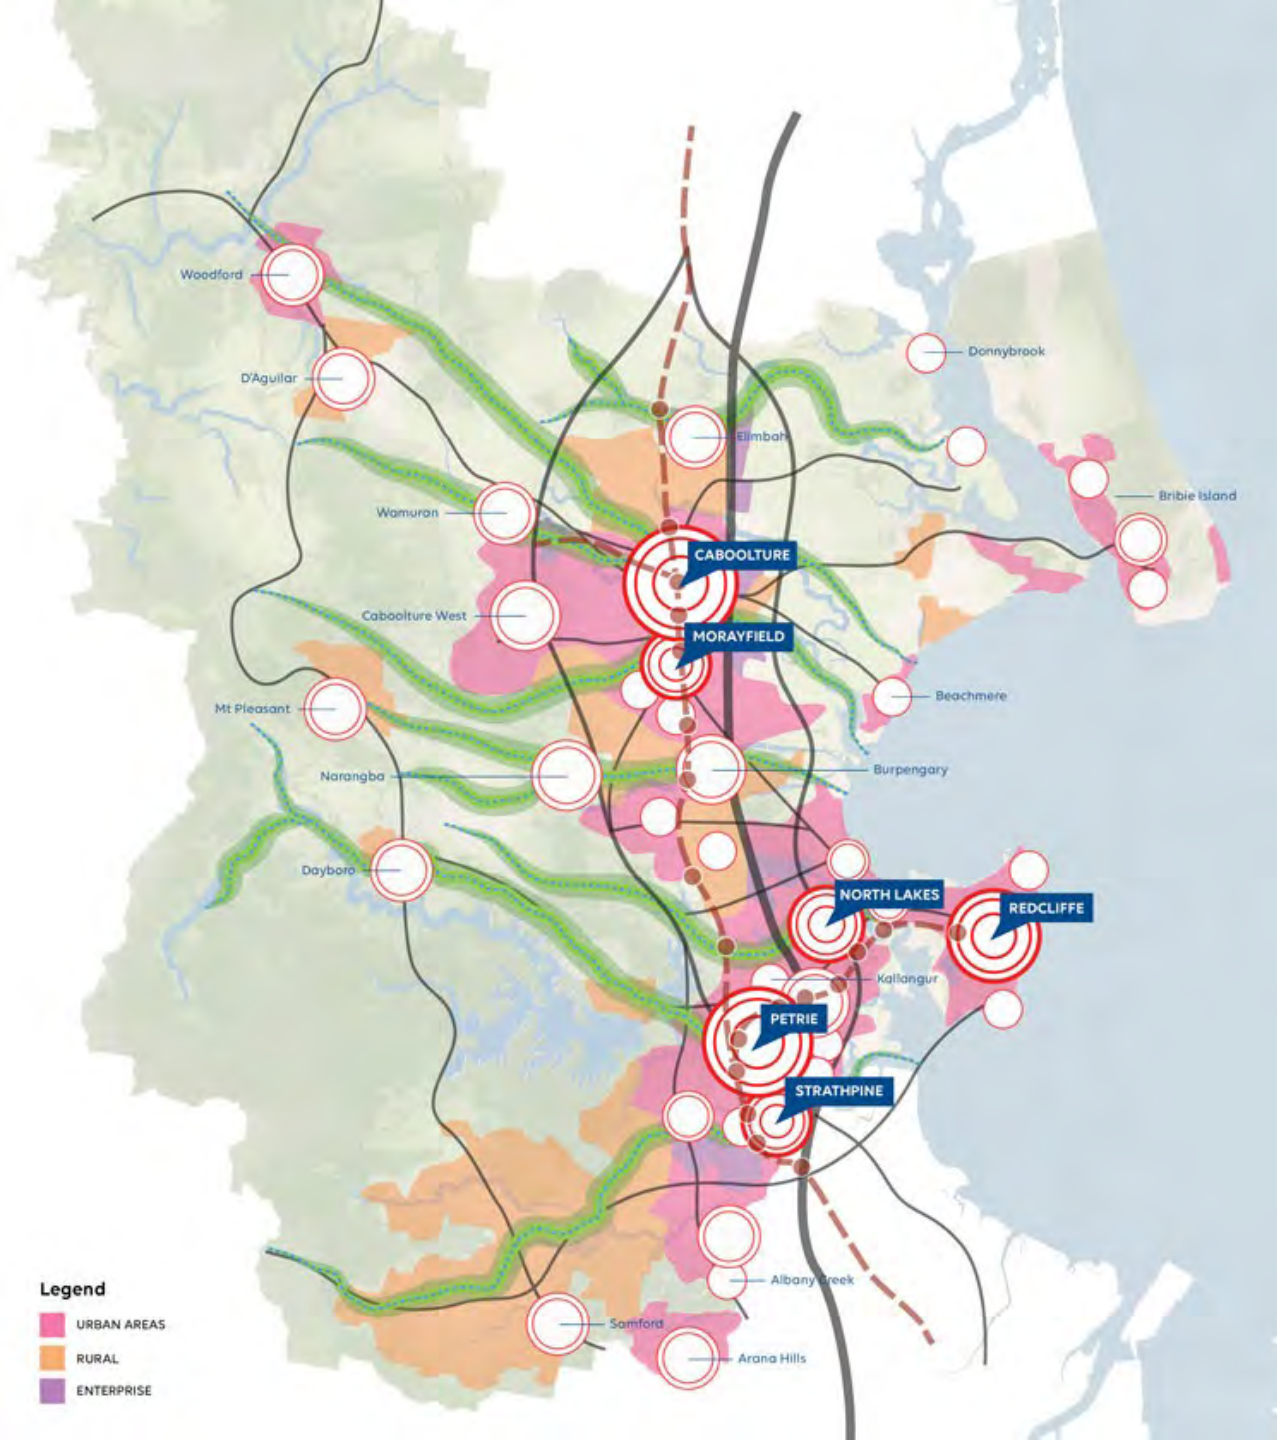 Woodford
Donnybrook
D'Aguilar
Elimbah
Bribie Island
Wamuran
CABOOLTURE
Caboolture West
MORAYFIELD
Beachmere
Mt Pleasant
Burpengary
Narangba
Dayboro
NORTH LAKES
REDCLIFFE
Kallangur
PETRIE
STRATHPINE
Albany Creek
Legend
URBAN AREAS
Samford
RURAL
Arana Hills
ENTERPRISE